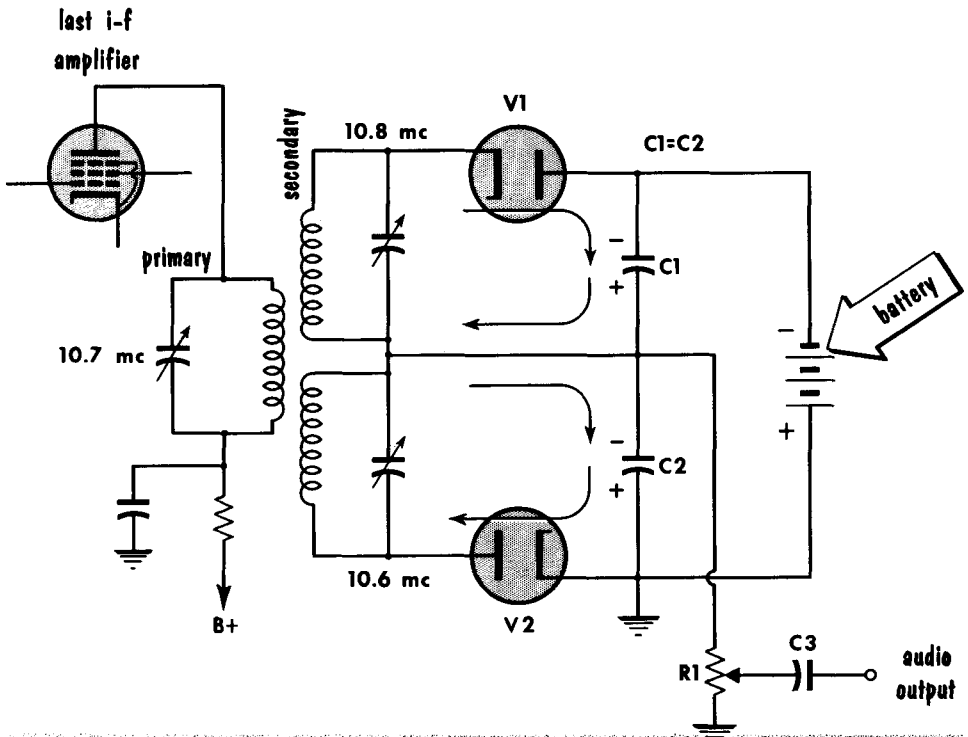 last i-f
amplifier
V1
10.8 mc
C1=C2
secondary
primary
10.7 mc
−
C1
+
battery
−
+
−
C2
+
10.6 mc
V2
B+
R1
C3
audio
output